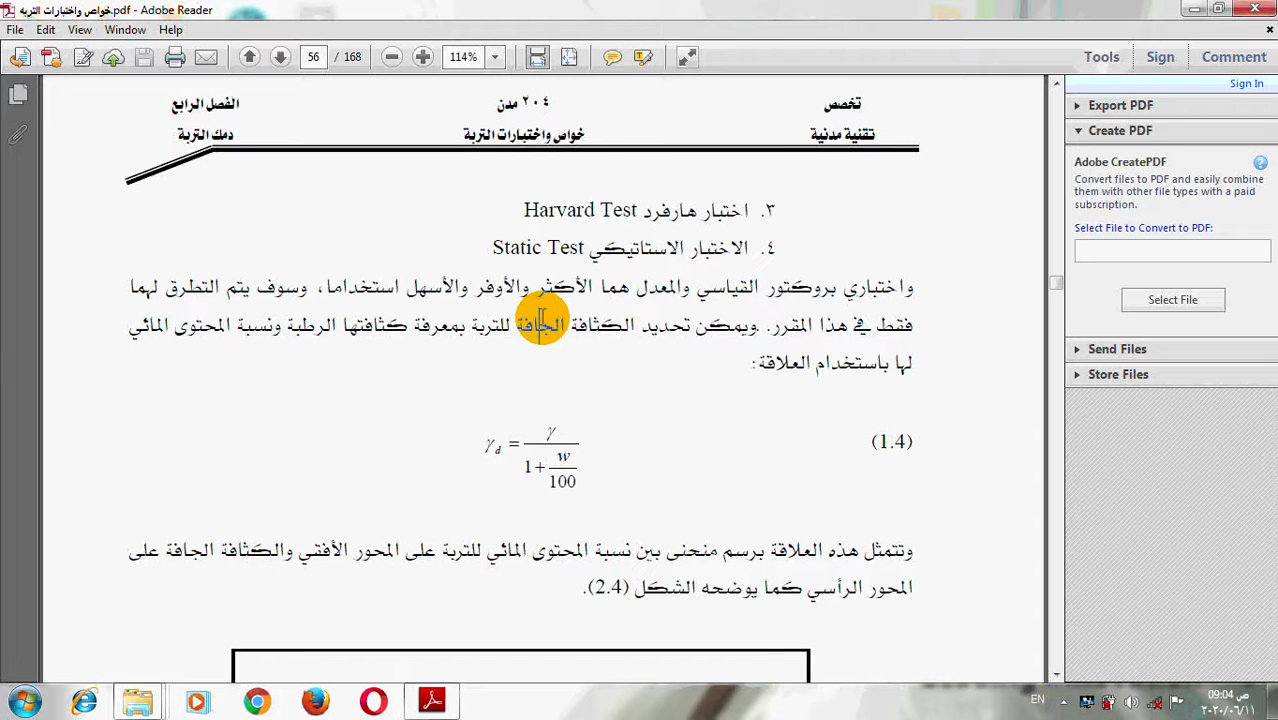 خواص واختبارات التربه.pdf - Adobe Reader
File Edit View Window Help
56 / 168 114% Tools Sign Comment
Sign In
Export PDF
Create PDF
Adobe CreatePDF
Convert files to PDF and easily combine them with other file types with a paid subscription.
Select File to Convert to PDF:
Select File
Send Files
Store Files
تخصص ٢٠٤ مدن الفصل الرابع
تقنية مدنية خواص واختبارات التربة دمك التربة
٣. اختبار هارفرد Harvard Test
٤. الاختبار الاستاتيكي Static Test
واختباري بروكتور القياسي والمعدل هما الأكثر والأوفر والأسهل استخداما، وسوف يتم التطرق لهما
فقط في هذا المقرر. ويمكن تحديد الكثافة الجافة للتربة بمعرفة كثافتها الرطبة ونسبة المحتوى المائي
لها باستخدام العلاقة:
γd = γ / (1 + w/100) (1.4)
وتتمثل هذه العلاقة برسم منحنى بين نسبة المحتوى المائي للتربة على المحور الأفقي والكثافة الجافة على
المحور الرأسي كما يوضحه الشكل (2.4).
EN
09:04 ص
٢٠٢٠/٠٦/١١